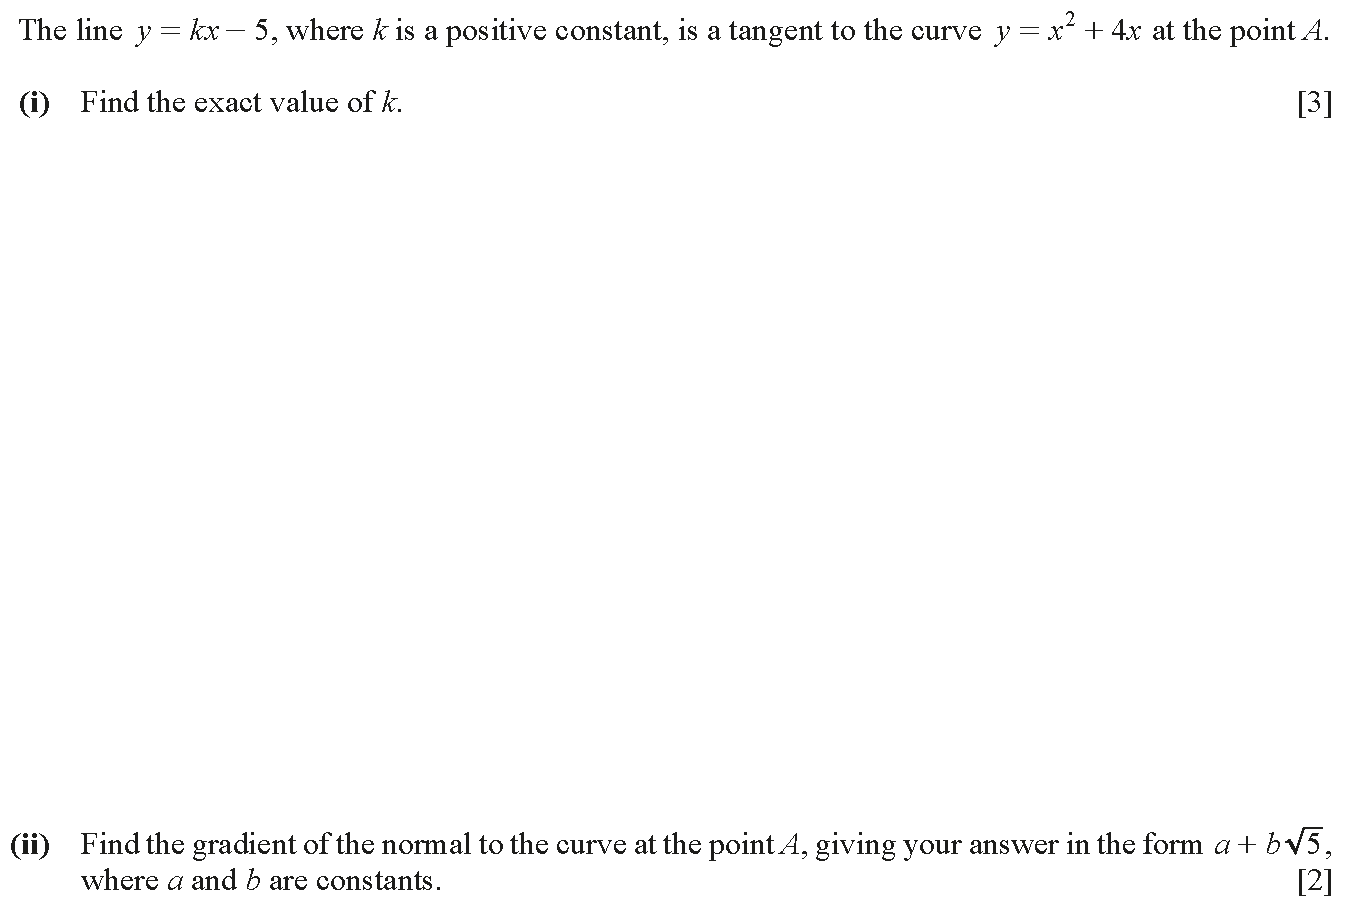 The line y = kx − 5, where k is a positive constant, is a tangent to the curve y = x² + 4x at the point A.
(i) Find the exact value of k. [3]
(ii) Find the gradient of the normal to the curve at the point A, giving your answer in the form a + b√5,
where a and b are constants. [2]